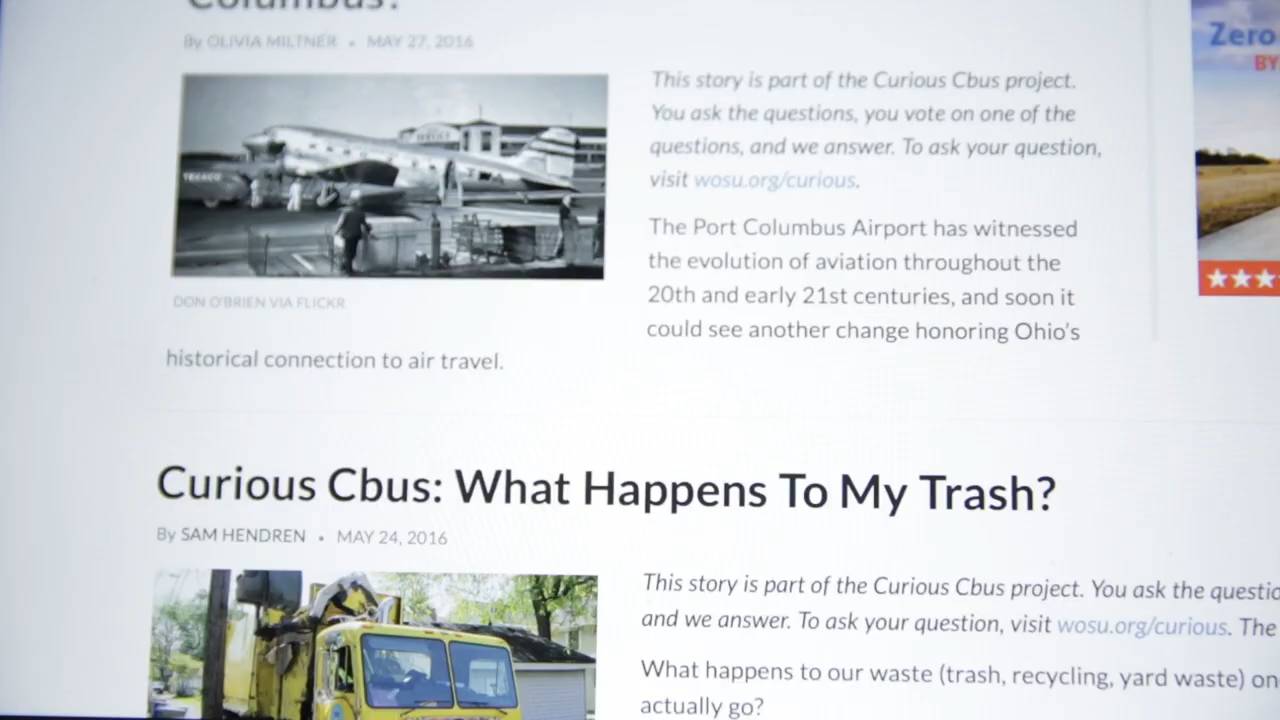 Columbus?
By OLIVIA MILTNER • MAY 27, 2016
TEXACO
DON O'BRIEN VIA FLICKR
This story is part of the Curious Cbus project.
You ask the questions, you vote on one of the
questions, and we answer. To ask your question,
visit wosu.org/curious.
The Port Columbus Airport has witnessed
the evolution of aviation throughout the
20th and early 21st centuries, and soon it
could see another change honoring Ohio's
historical connection to air travel.
Zero
BY
Curious Cbus: What Happens To My Trash?
By SAM HENDREN • MAY 24, 2016
This story is part of the Curious Cbus project. You ask the questio
and we answer. To ask your question, visit wosu.org/curious. The
What happens to our waste (trash, recycling, yard waste) on
actually go?